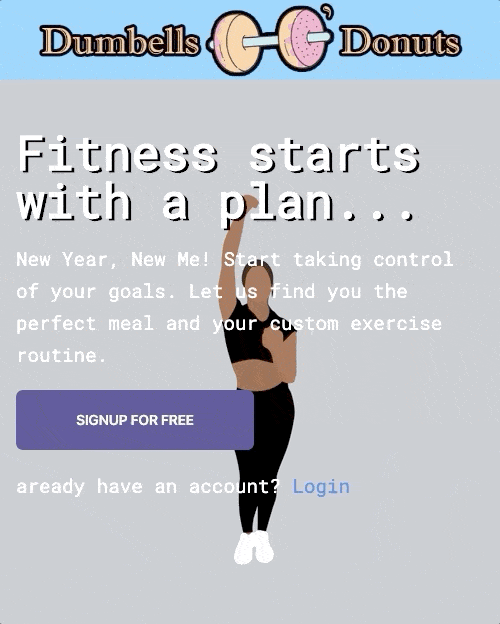 Dumbells ' Donuts
Fitness starts
with a plan...
New Year, New Me! Start taking control
of your goals. Let us find you the
perfect meal and your custom exercise
routine.
SIGNUP FOR FREE
aready have an account? Login